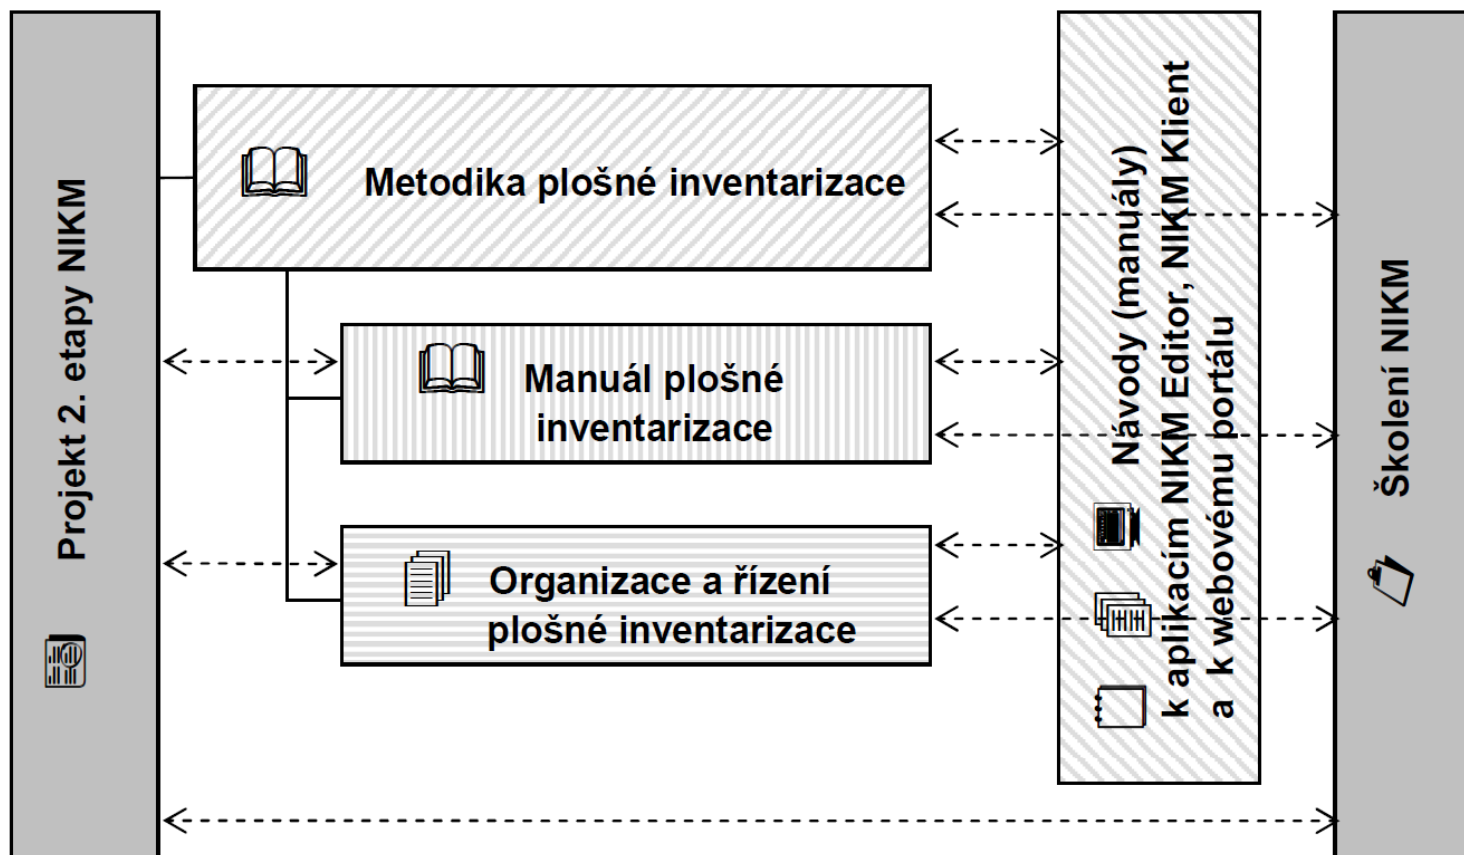 Projekt 2. etapy NIKM
Metodika plošné inventarizace
Manuál plošné
inventarizace
Organizace a řízení
plošné inventarizace
Návody (manuály)
k aplikacím NIKM Editor, NIKM Klient
a k webovému portálu
Školení NIKM